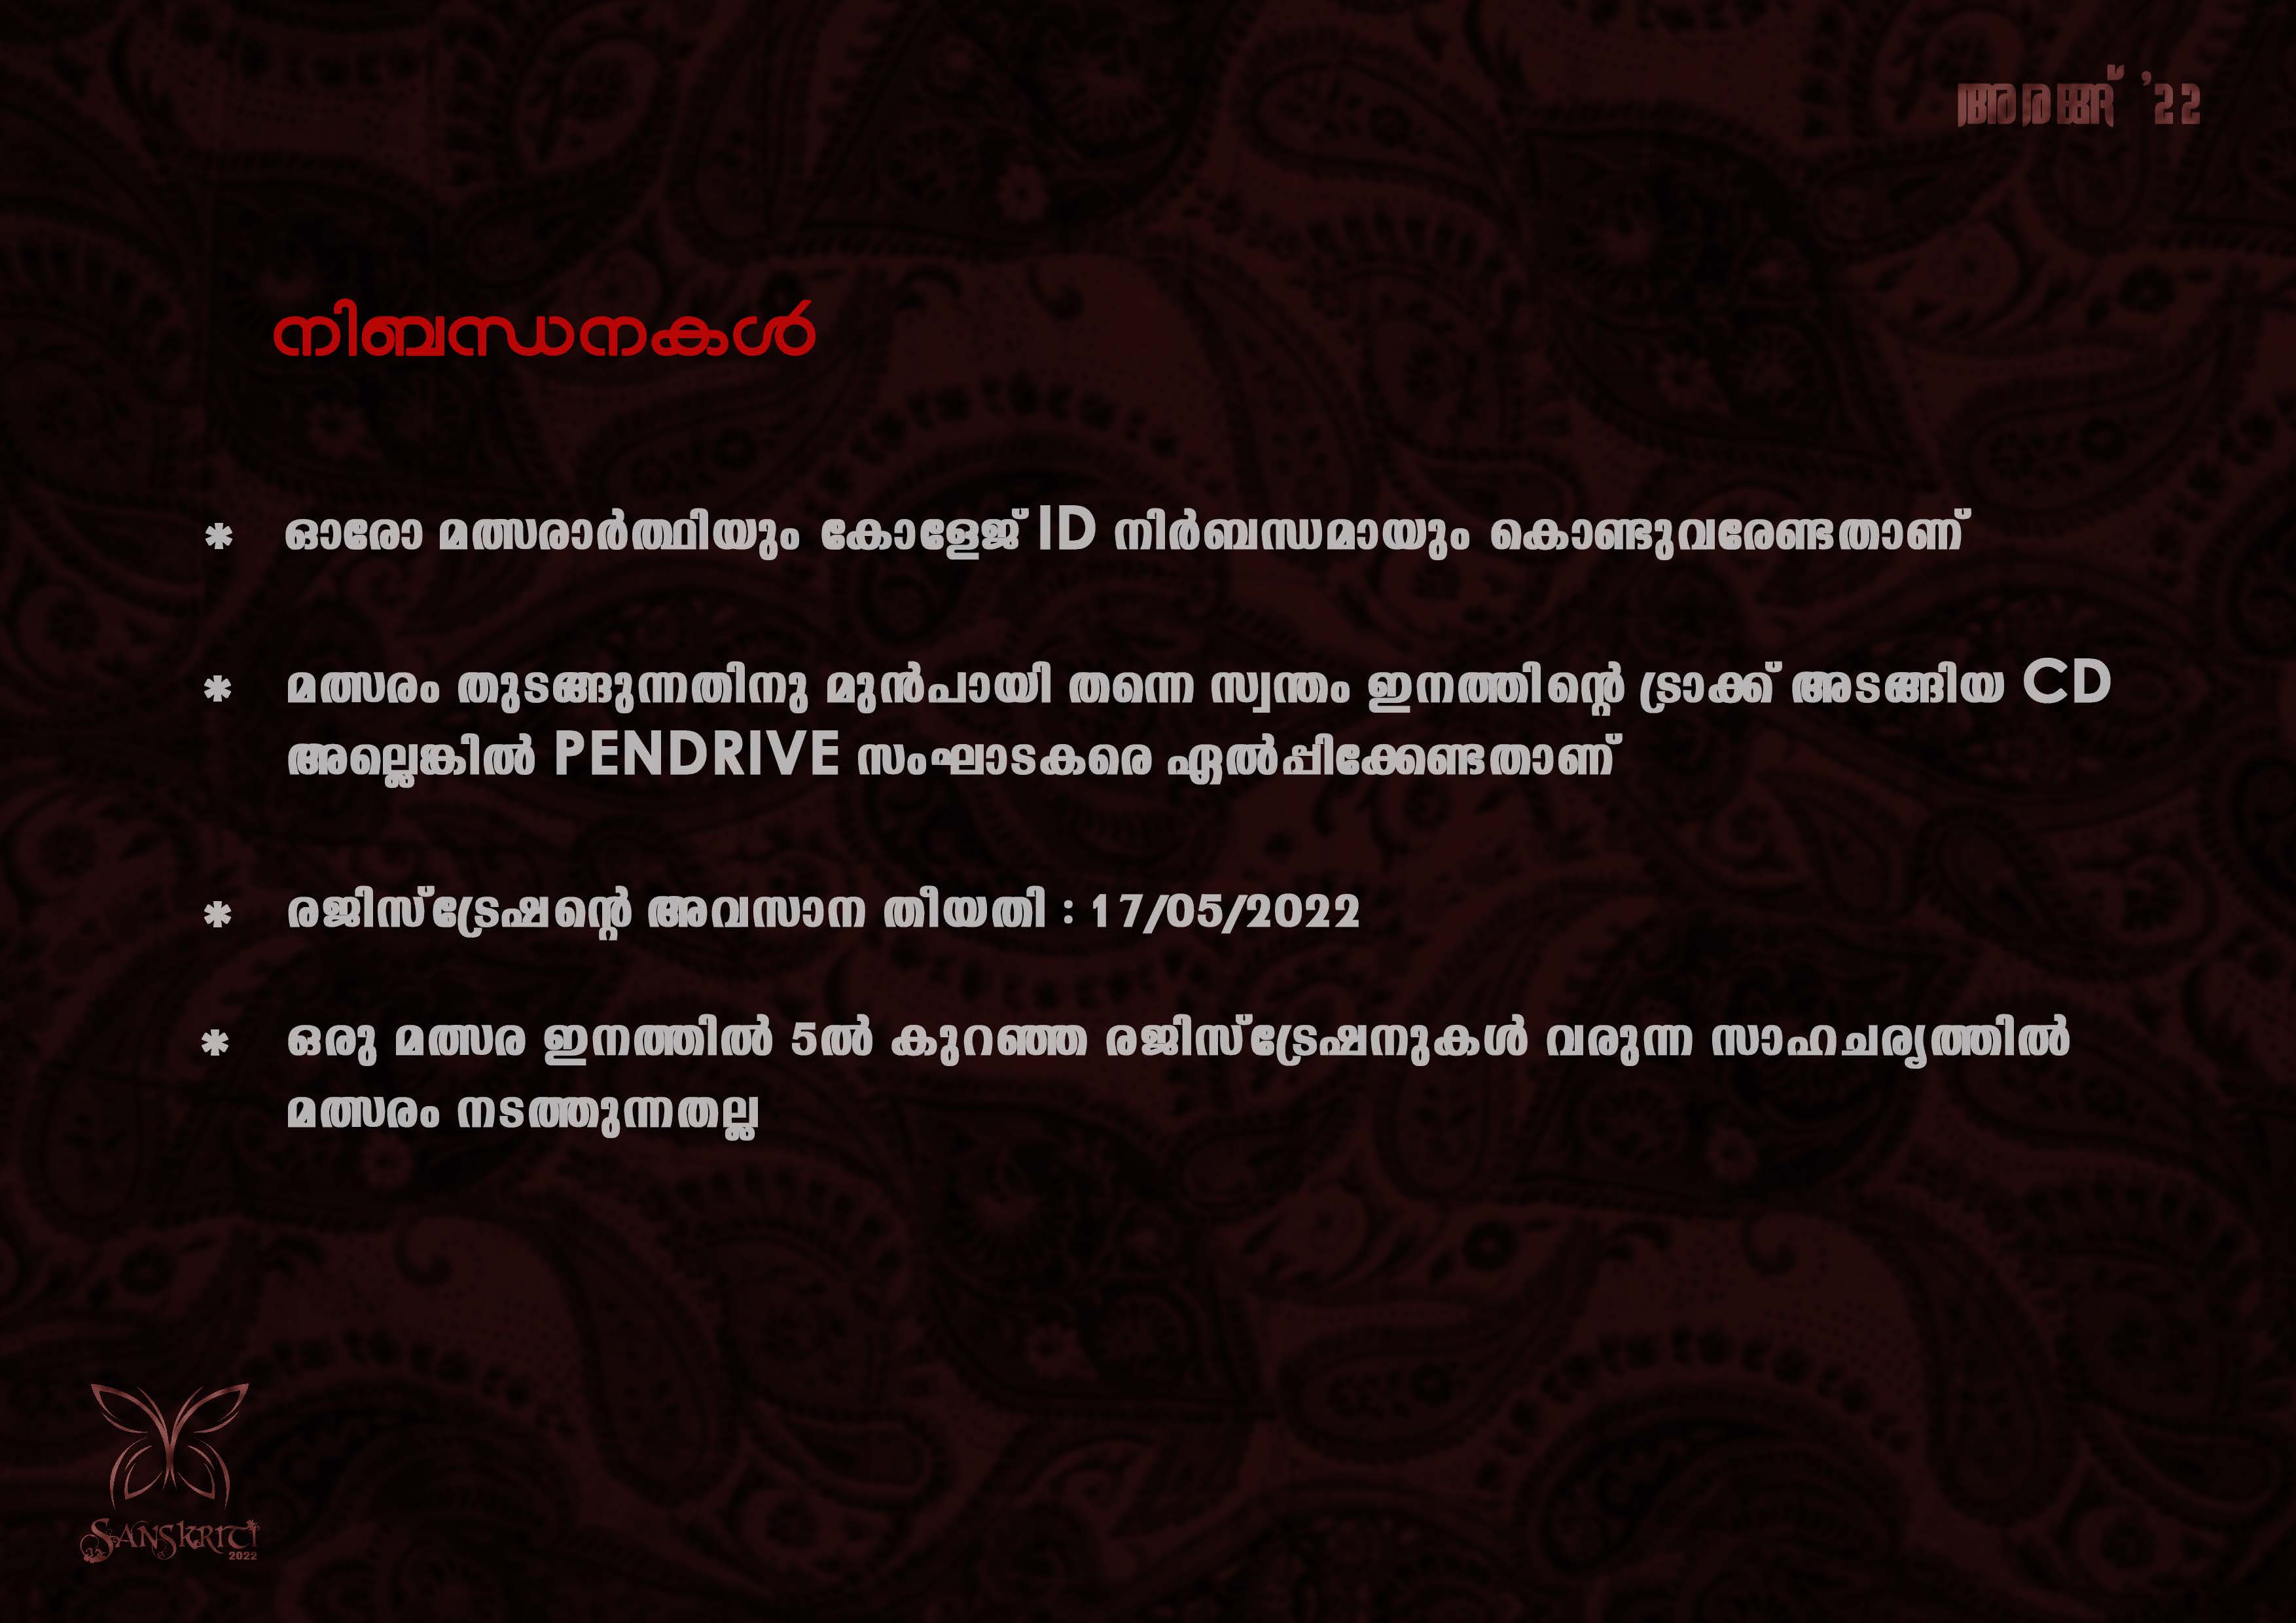 അരങ്ങ് '22
നിബന്ധനകൾ
* ഓരോ മത്സരാർത്ഥിയും കോളേജ് ID നിർബന്ധമായും കൊണ്ടുവരേണ്ടതാണ്
* മത്സരം തുടങ്ങുന്നതിനു മുൻപായി തന്നെ സ്വന്തം ഇനത്തിന്റെ ട്രാക്ക് അടങ്ങിയ CD
അല്ലെങ്കിൽ PENDRIVE സംഘാടകരെ ഏൽപ്പിക്കേണ്ടതാണ്
* രജിസ്ട്രേഷന്റെ അവസാന തീയതി : 17/05/2022
* ഒരു മത്സര ഇനത്തിൽ 5ൽ കുറഞ്ഞ രജിസ്ട്രേഷനുകൾ വരുന്ന സാഹചര്യത്തിൽ
മത്സരം നടത്തുന്നതല്ല
SANSKRITI
2022